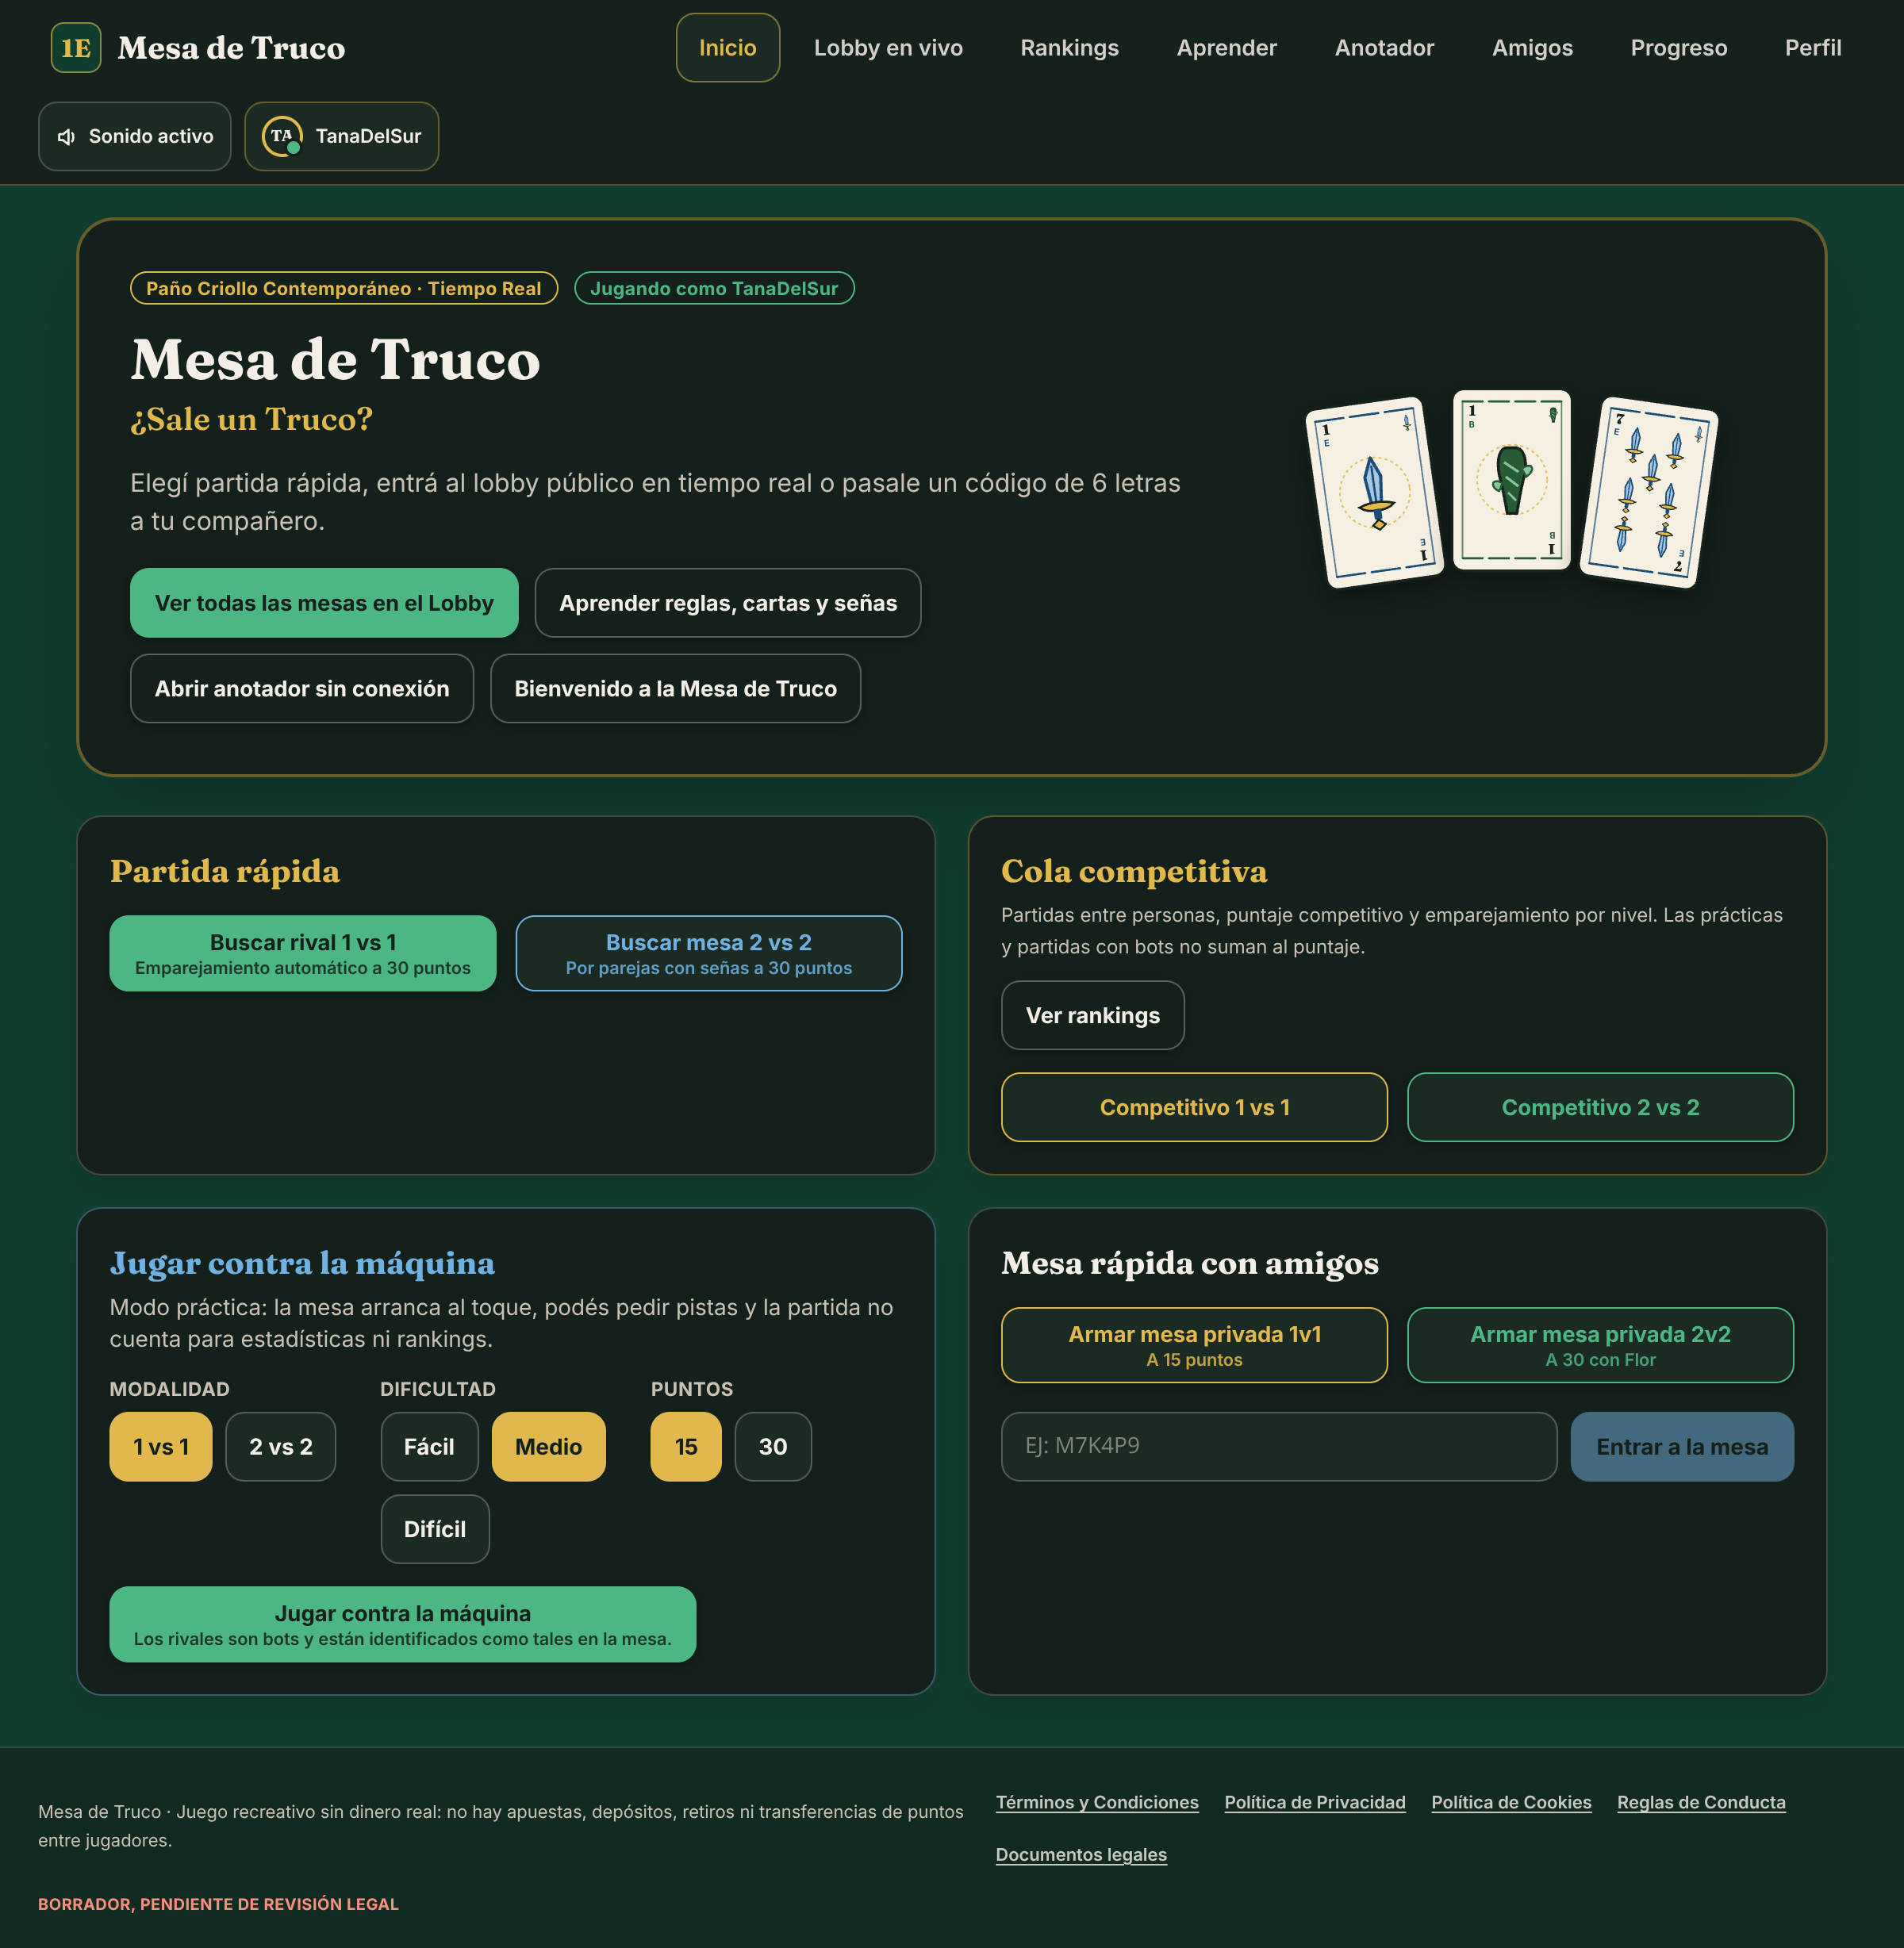 1E Mesa de Truco
Inicio Lobby en vivo Rankings Aprender Anotador Amigos Progreso Perfil
Sonido activo
TA TanaDelSur
Paño Criollo Contemporáneo · Tiempo Real
Jugando como TanaDelSur
Mesa de Truco
¿Sale un Truco?
Elegí partida rápida, entrá al lobby público en tiempo real o pasale un código de 6 letras
a tu compañero.
Ver todas las mesas en el Lobby
Aprender reglas, cartas y señas
Abrir anotador sin conexión
Bienvenido a la Mesa de Truco
1
E
1
E
1
B
1
B
7
E
7
E
Partida rápida
Buscar rival 1 vs 1
Emparejamiento automático a 30 puntos
Buscar mesa 2 vs 2
Por parejas con señas a 30 puntos
Cola competitiva
Partidas entre personas, puntaje competitivo y emparejamiento por nivel. Las prácticas
y partidas con bots no suman al puntaje.
Ver rankings
Competitivo 1 vs 1
Competitivo 2 vs 2
Jugar contra la máquina
Modo práctica: la mesa arranca al toque, podés pedir pistas y la partida no
cuenta para estadísticas ni rankings.
MODALIDAD
1 vs 1
2 vs 2
DIFICULTAD
Fácil
Medio
Difícil
PUNTOS
15
30
Jugar contra la máquina
Los rivales son bots y están identificados como tales en la mesa.
Mesa rápida con amigos
Armar mesa privada 1v1
A 15 puntos
Armar mesa privada 2v2
A 30 con Flor
EJ: M7K4P9
Entrar a la mesa
Mesa de Truco · Juego recreativo sin dinero real: no hay apuestas, depósitos, retiros ni transferencias de puntos
entre jugadores.
BORRADOR, PENDIENTE DE REVISIÓN LEGAL
Términos y Condiciones Política de Privacidad Política de Cookies Reglas de Conducta
Documentos legales